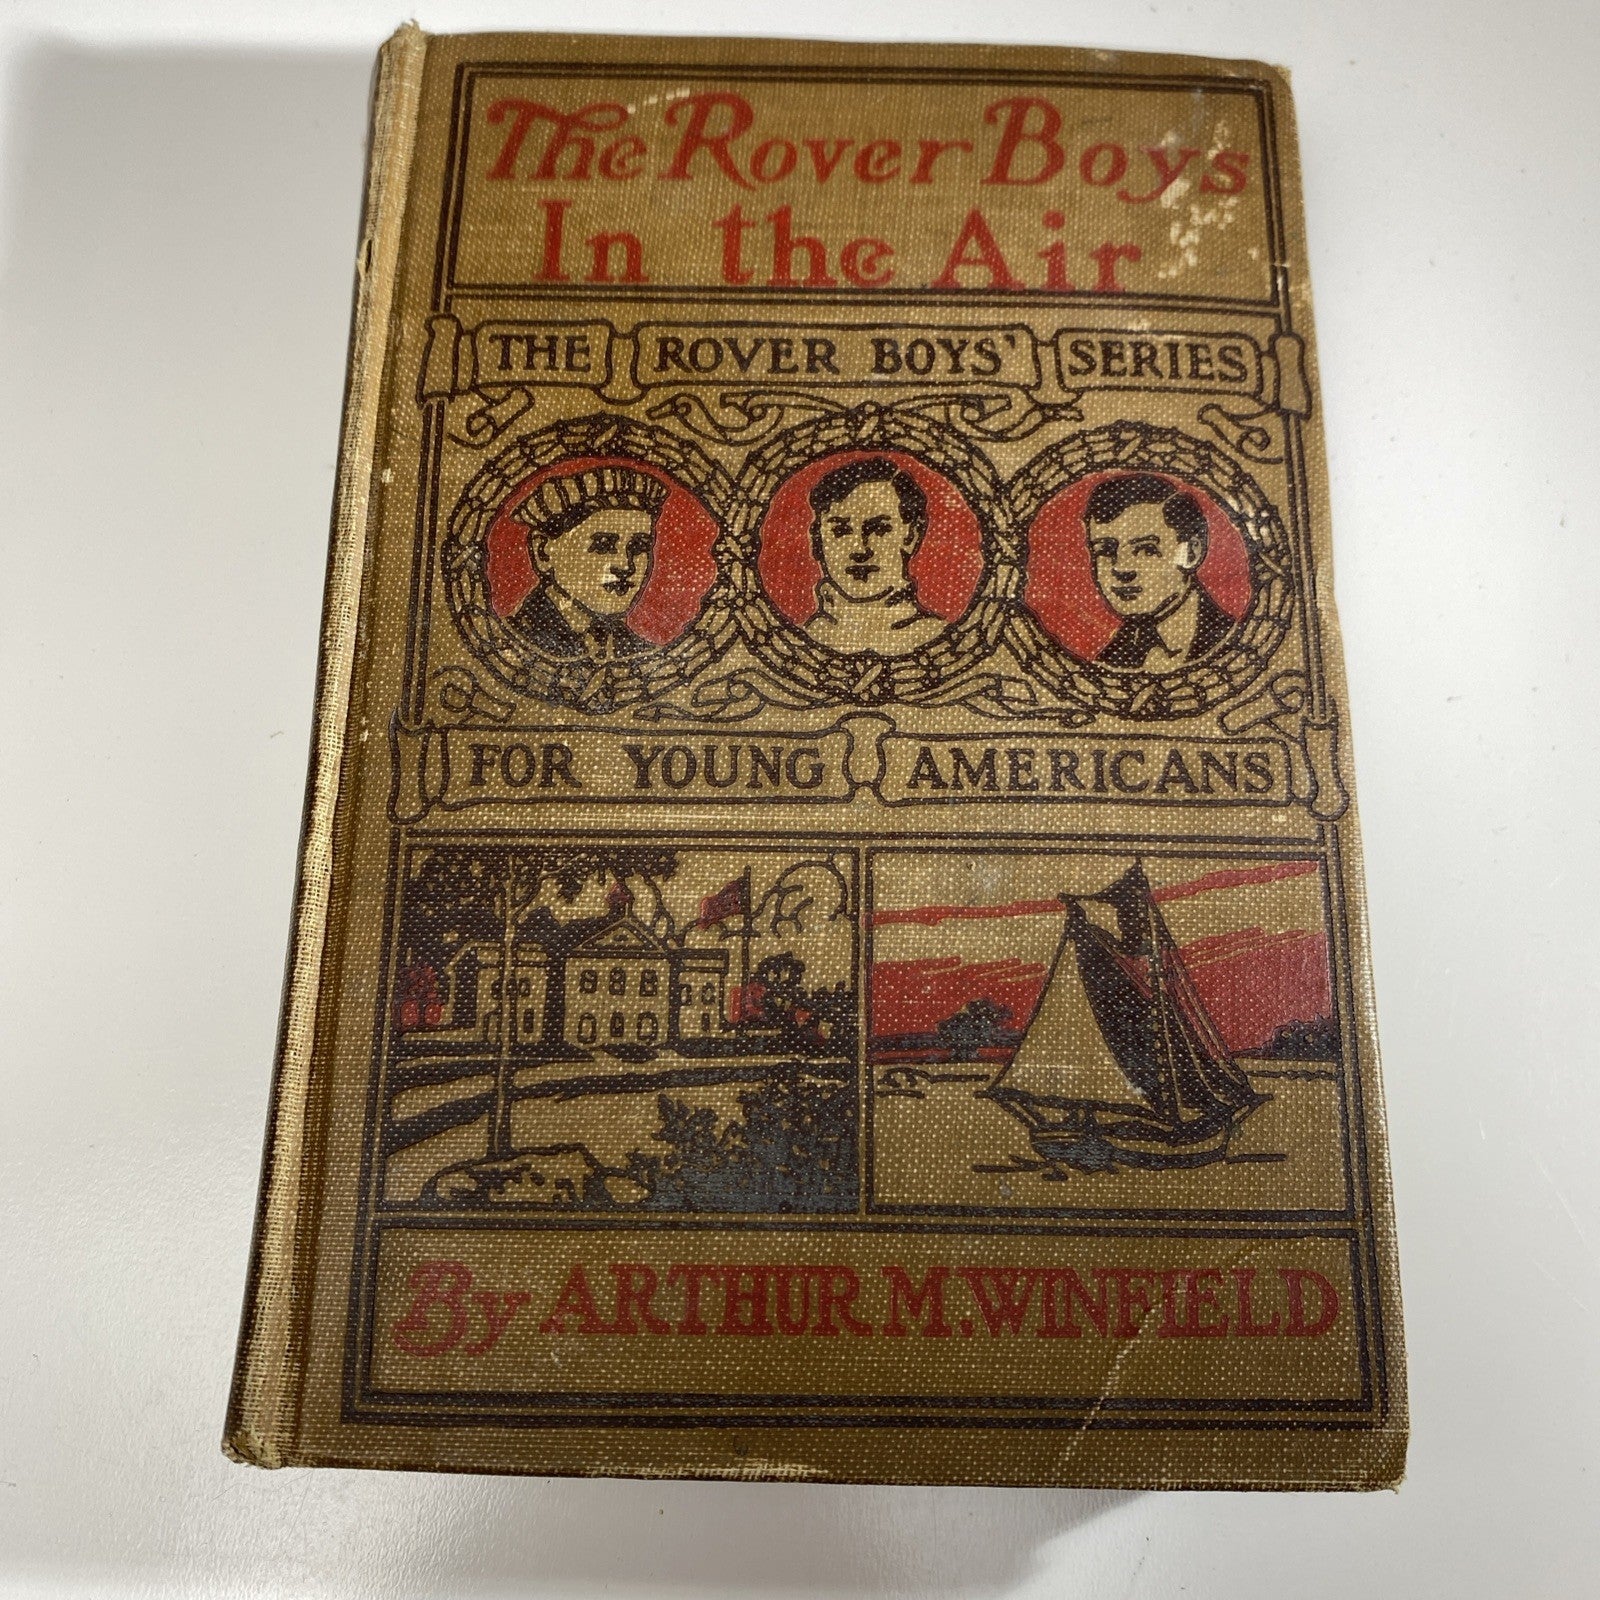 The Rover Boys
In the Air
THE ROVER BOYS' SERIES
FOR YOUNG AMERICANS
By ARTHUR M. WINFIELD